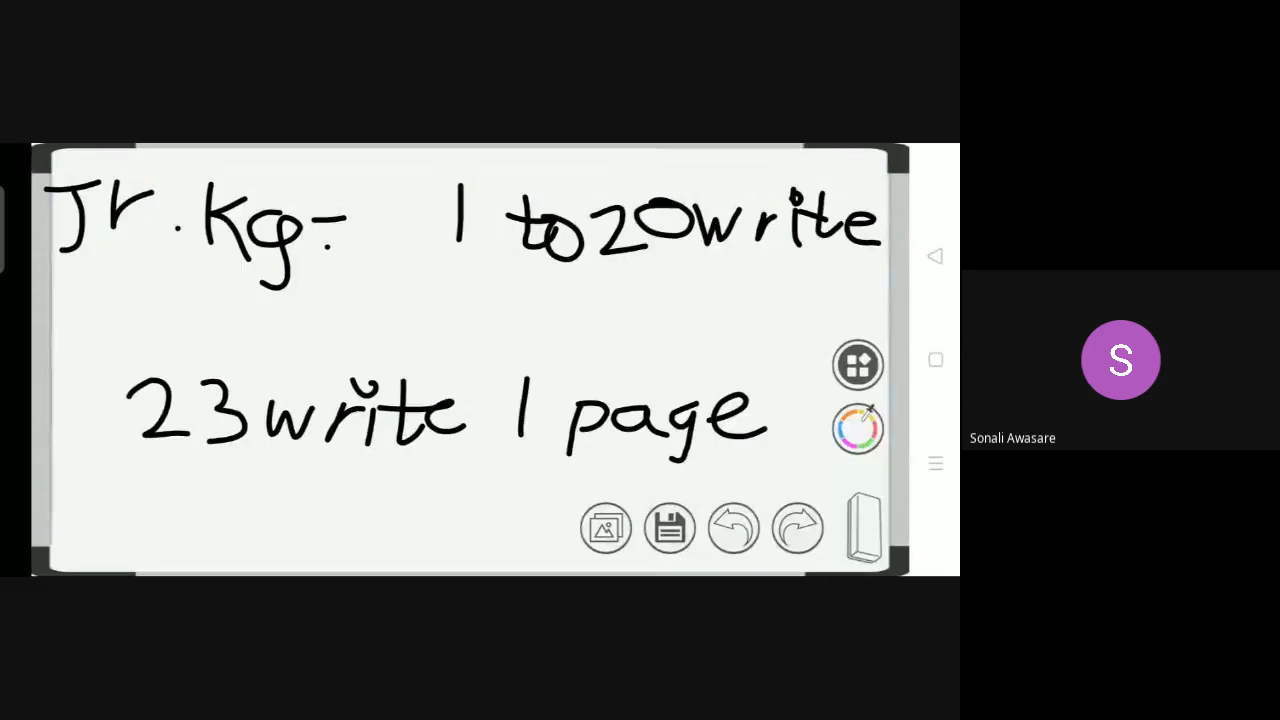 Jr. Kg:- 1 to 20 write
23 write 1 page
S
Sonali Awasare